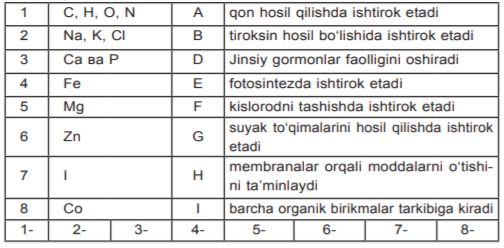 1 C, H, O, N A qon hosil qilishda ishtirok etadi
2 Na, K, Cl B tiroksin hosil bo‘lishida ishtirok etadi
3 Ca ва P D Jinsiy gormonlar faolligini oshiradi
4 Fe E fotosintezda ishtirok etadi
5 Mg F kislorodni tashishda ishtirok etadi
6 Zn G suyak to‘qimalarini hosil qilishda ishtirok
etadi
7 I H membranalar orqali moddalarni o‘tishi-
ni ta’minlaydi
8 Co I barcha organik birikmalar tarkibiga kiradi
1- 2- 3- 4- 5- 6- 7- 8-